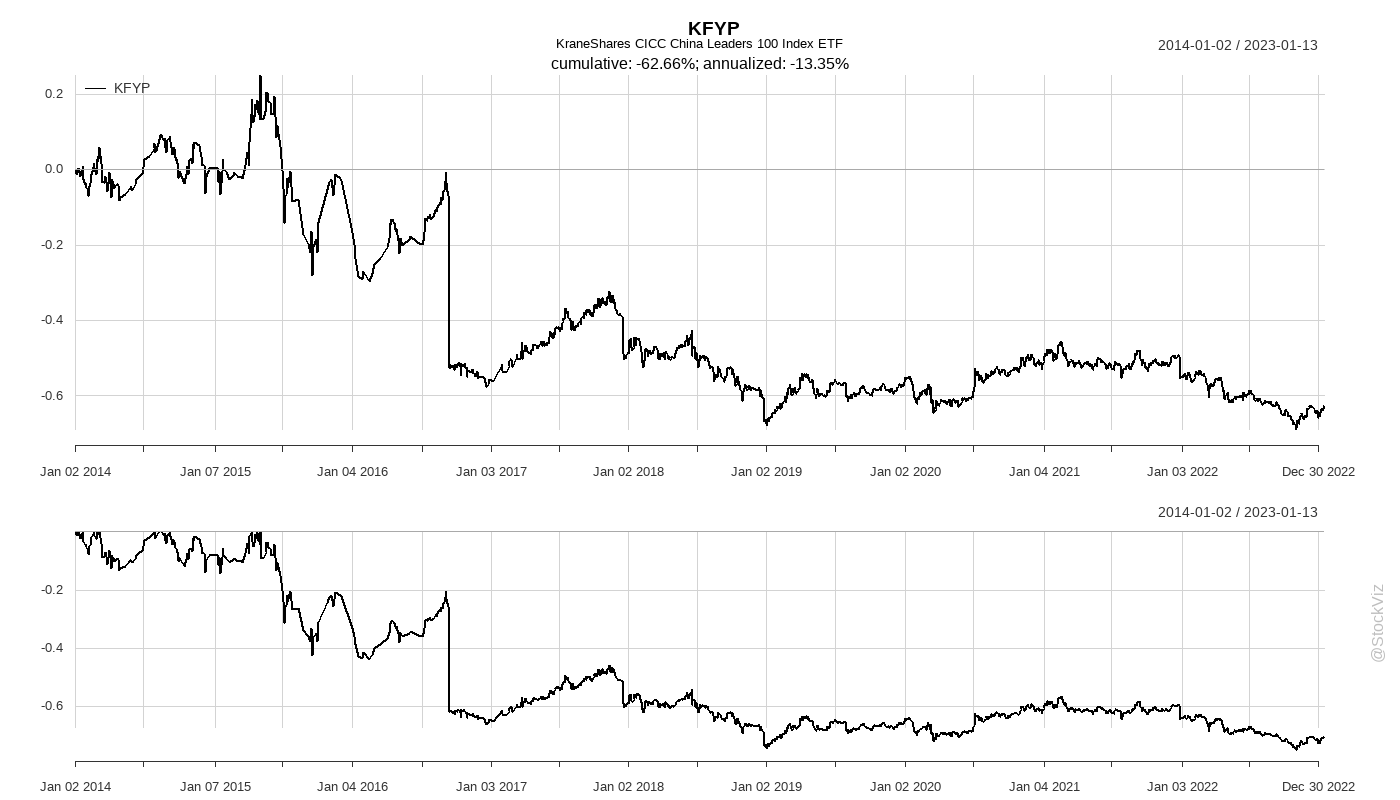 KFYP
KraneShares CICC China Leaders 100 Index ETF
2014-01-02 / 2023-01-13
cumulative: -62.66%; annualized: -13.35%
KFYP
0.2
0.0
-0.2
-0.4
-0.6
Jan 02 2014 Jan 07 2015 Jan 04 2016 Jan 03 2017 Jan 02 2018 Jan 02 2019 Jan 02 2020 Jan 04 2021 Jan 03 2022 Dec 30 2022
2014-01-02 / 2023-01-13
-0.2
-0.4
-0.6
Jan 02 2014 Jan 07 2015 Jan 04 2016 Jan 03 2017 Jan 02 2018 Jan 02 2019 Jan 02 2020 Jan 04 2021 Jan 03 2022 Dec 30 2022
@StockViz